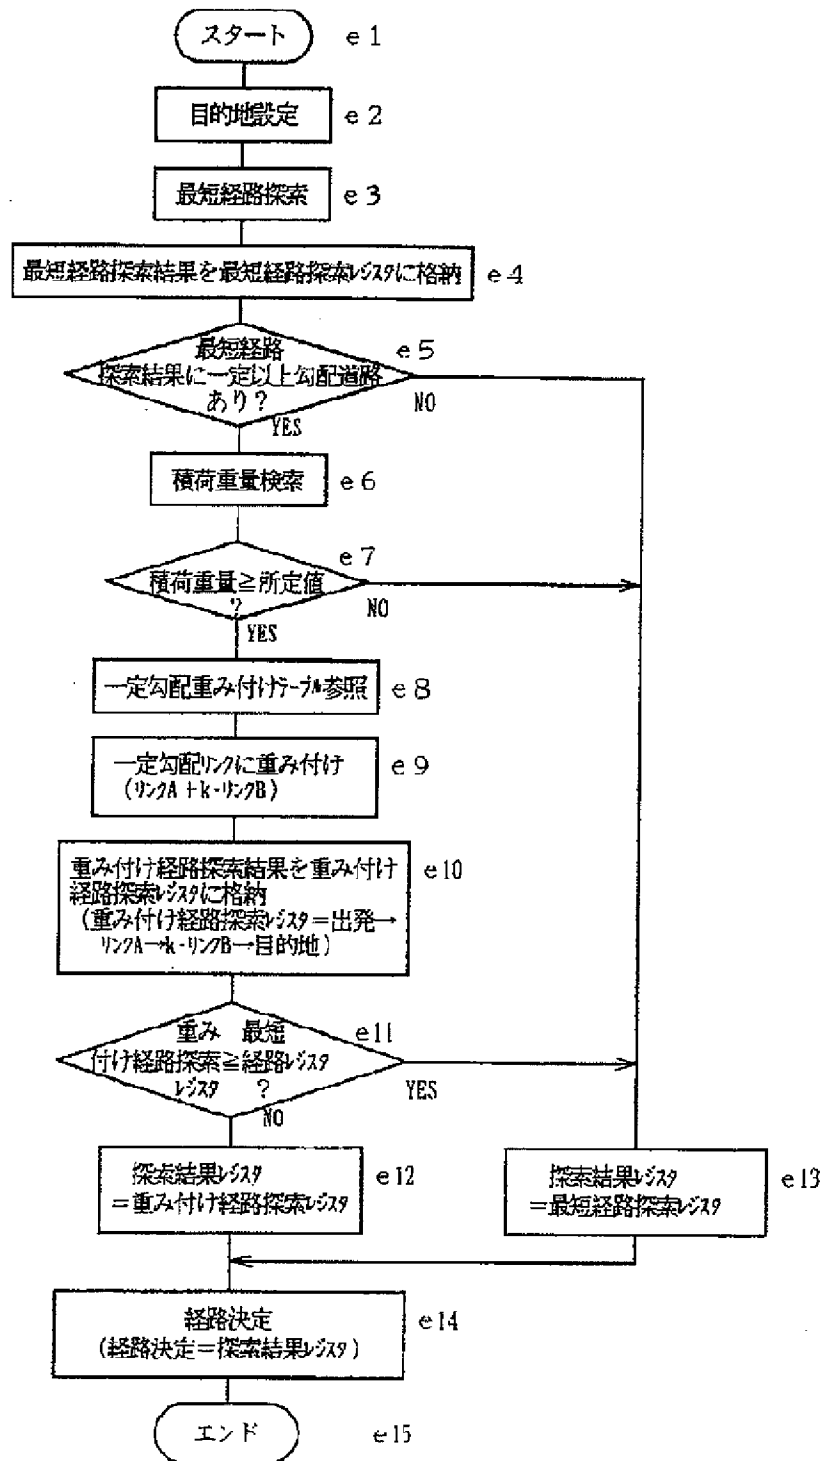 スタート e1
目的地設定 e2
最短経路探索 e3
最短経路探索結果を最短経路探索レジスタに格納 e4
最短経路 e5
探索結果に一定以上勾配道路
あり?
YES
NO
積荷重量検索 e6
e7
積荷重量≧所定値
?
YES
NO
一定勾配重み付けテーブル参照 e8
一定勾配リンクに重み付け e9
(リンクA+k・リンクB)
重み付け経路探索結果を重み付け e10
経路探索レジスタに格納
(重み付け経路探索レジスタ=出発→
リンクA→k・リンクB→目的地)
重み 最短 e11
付け経路探索≧経路レジスタ
レジスタ ?
YES
NO
探索結果レジスタ e12
=重み付け経路探索レジスタ
探索結果レジスタ e13
=最短経路探索レジスタ
経路決定 e14
(経路決定=探索結果レジスタ)
エンド e15